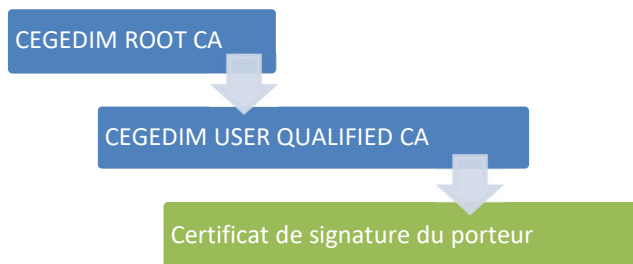 CEGEDIM ROOT CA
CEGEDIM USER QUALIFIED CA
Certificat de signature du porteur